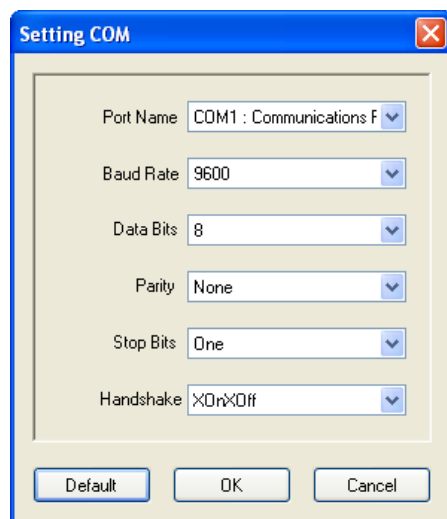 Setting COM
Port Name COM1 : Communications F
Baud Rate 9600
Data Bits 8
Parity None
Stop Bits One
Handshake XOnXOff
Default OK Cancel